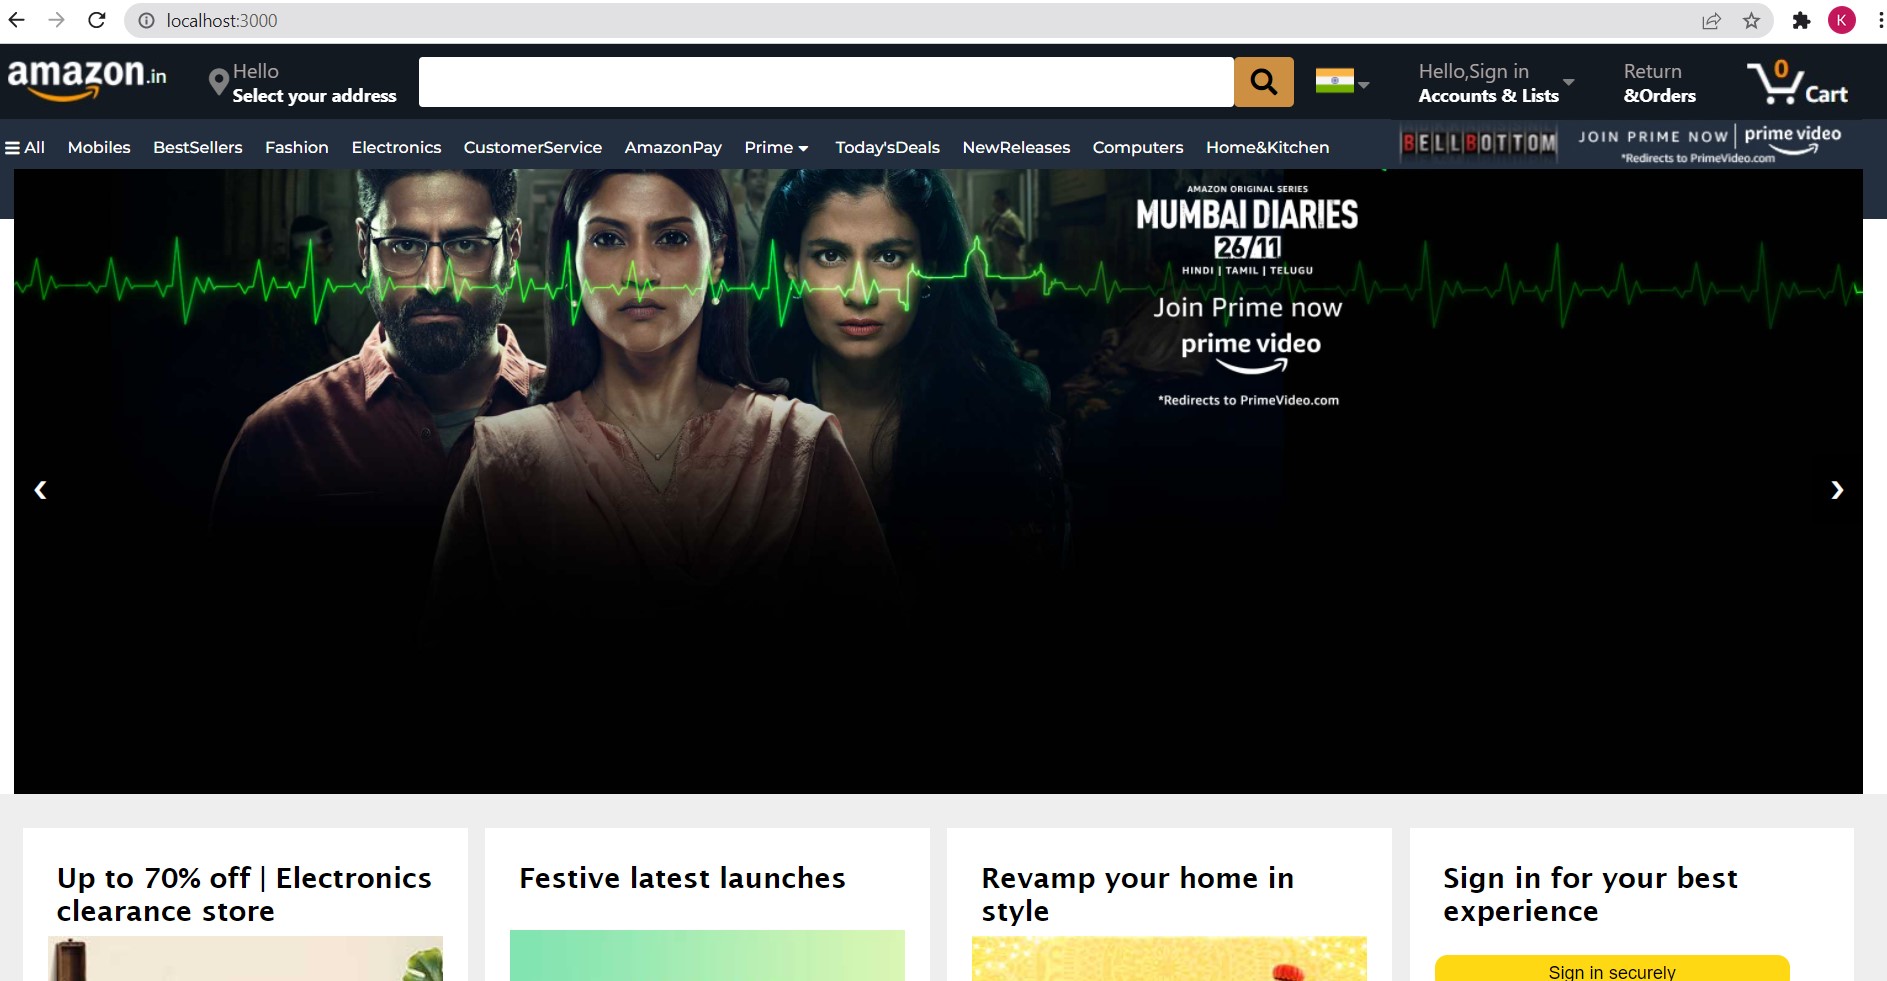 localhost:3000
K
amazon.in
Hello
Select your address
Hello,Sign in
Accounts & Lists
Return
&Orders
0
Cart
All Mobiles BestSellers Fashion Electronics CustomerService AmazonPay Prime Today'sDeals NewReleases Computers Home&Kitchen
BELLBOTTOM
JOIN PRIME NOW | prime video
*Redirects to PrimeVideo.com
AMAZON ORIGINAL SERIES
MUMBAI DIARIES
26/11
HINDI | TAMIL | TELUGU
Join Prime now
prime video
*Redirects to PrimeVideo.com
Up to 70% off | Electronics
clearance store
Festive latest launches
Revamp your home in
style
Sign in for your best
experience
Sign in securely